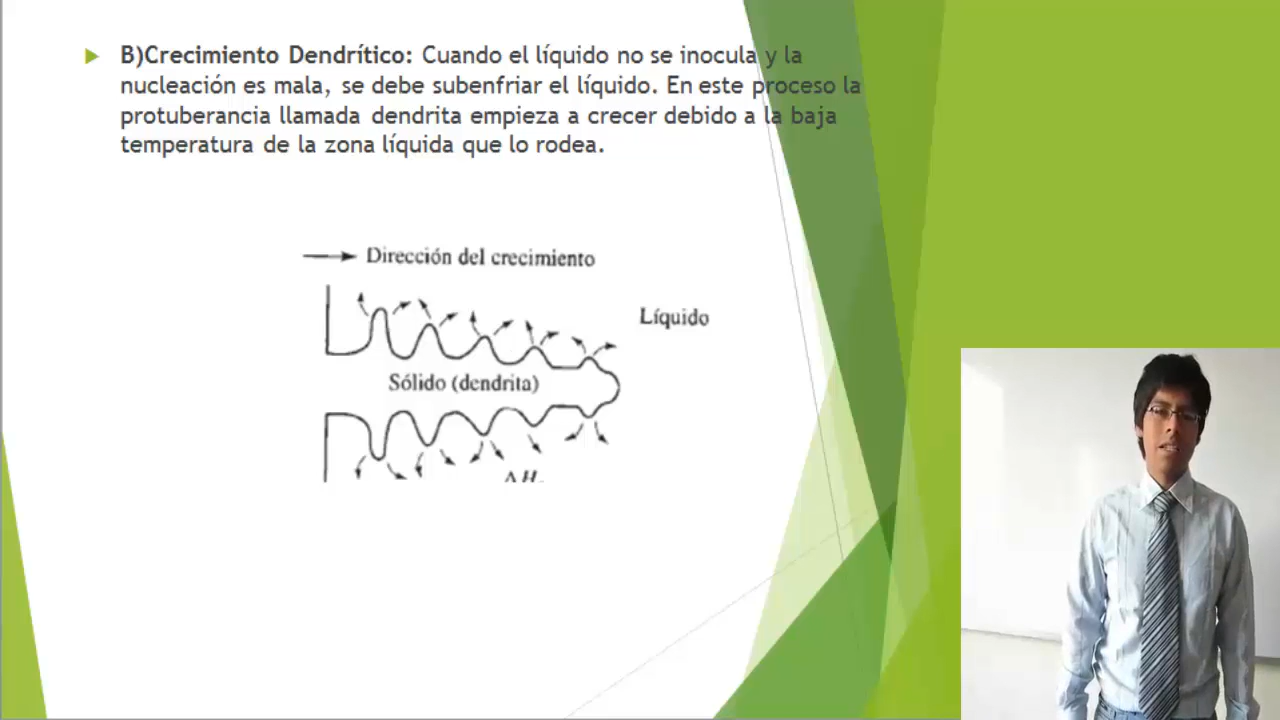 B)Crecimiento Dendrítico: Cuando el líquido no se inocula y la
nucleación es mala, se debe subenfriar el líquido. En este proceso la
protuberancia llamada dendrita empieza a crecer debido a la baja
temperatura de la zona líquida que lo rodea.
Dirección del crecimiento
Líquido
Sólido (dendrita)